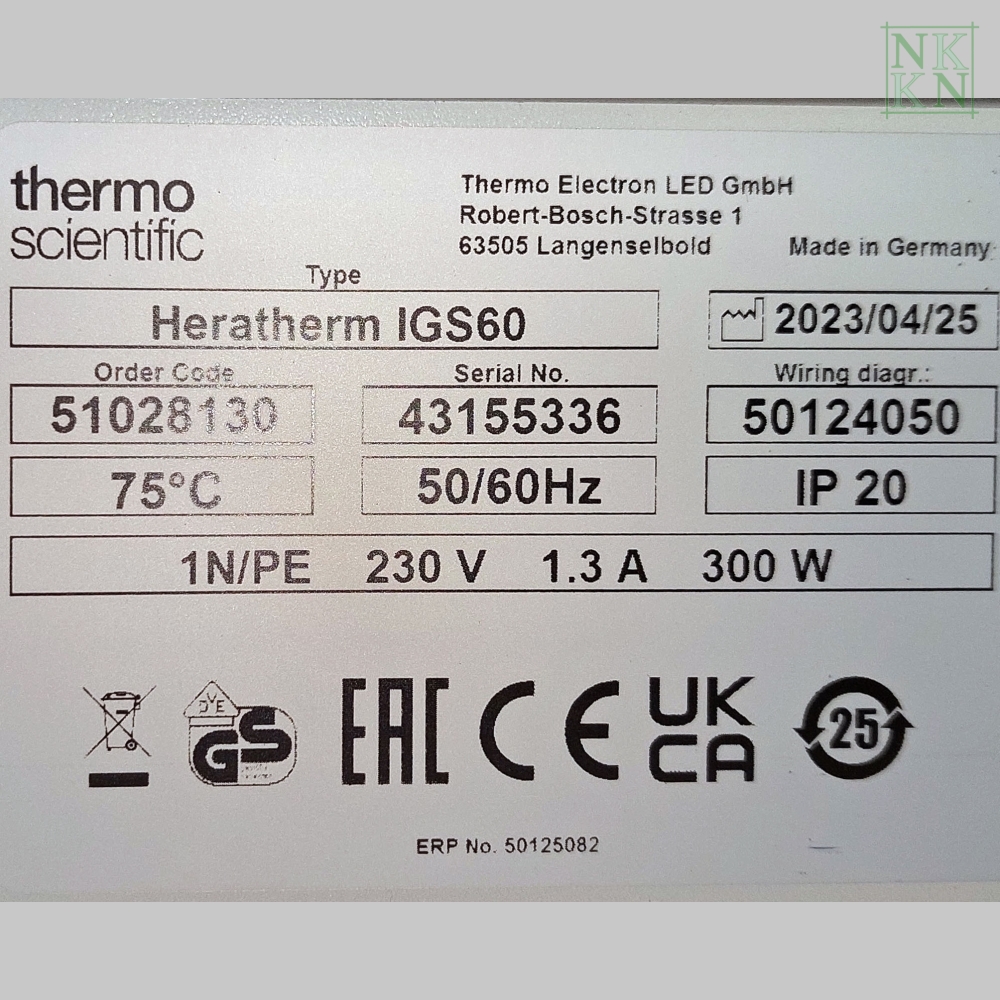 NK
KN
thermo
scientific
Thermo Electron LED GmbH
Robert-Bosch-Strasse 1
63505 Langenselbold
Made in Germany
Type
Heratherm IGS60
2023/04/25
Order Code
Serial No.
Wiring diagr.:
51028130
43155336
50124050
75°C
50/60Hz
IP 20
1N/PE 230 V 1.3 A 300 W
DVE
GS
EAC
CE
UK
CA
25
ERP No. 50125082